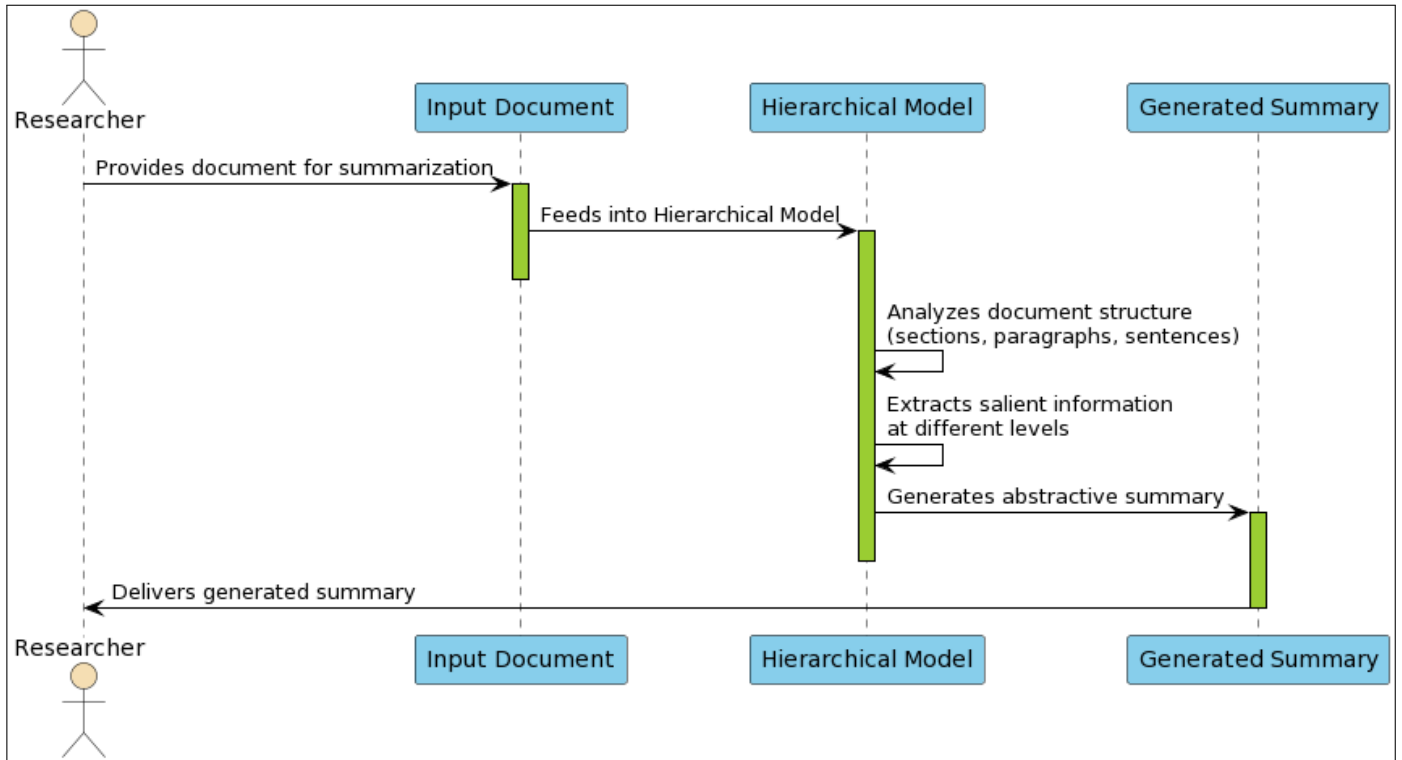 Input Document
Hierarchical Model
Generated Summary
Researcher
Provides document for summarization
Feeds into Hierarchical Model
Analyzes document structure
(sections, paragraphs, sentences)
Extracts salient information
at different levels
Generates abstractive summary
Delivers generated summary
Researcher
Input Document
Hierarchical Model
Generated Summary